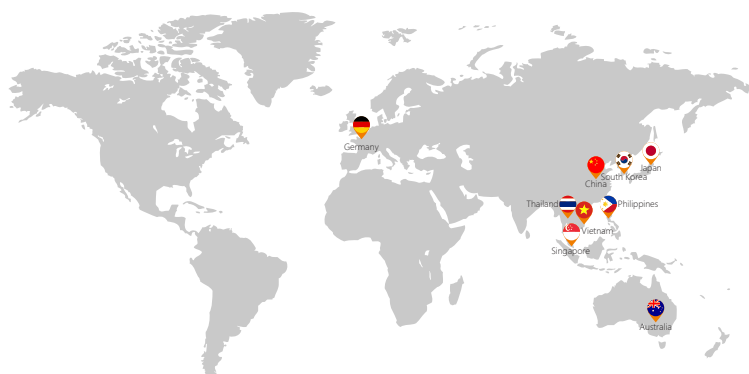 Germany
Japan
South Korea
China
Thailand
Philippines
Vietnam
Singapore
Australia